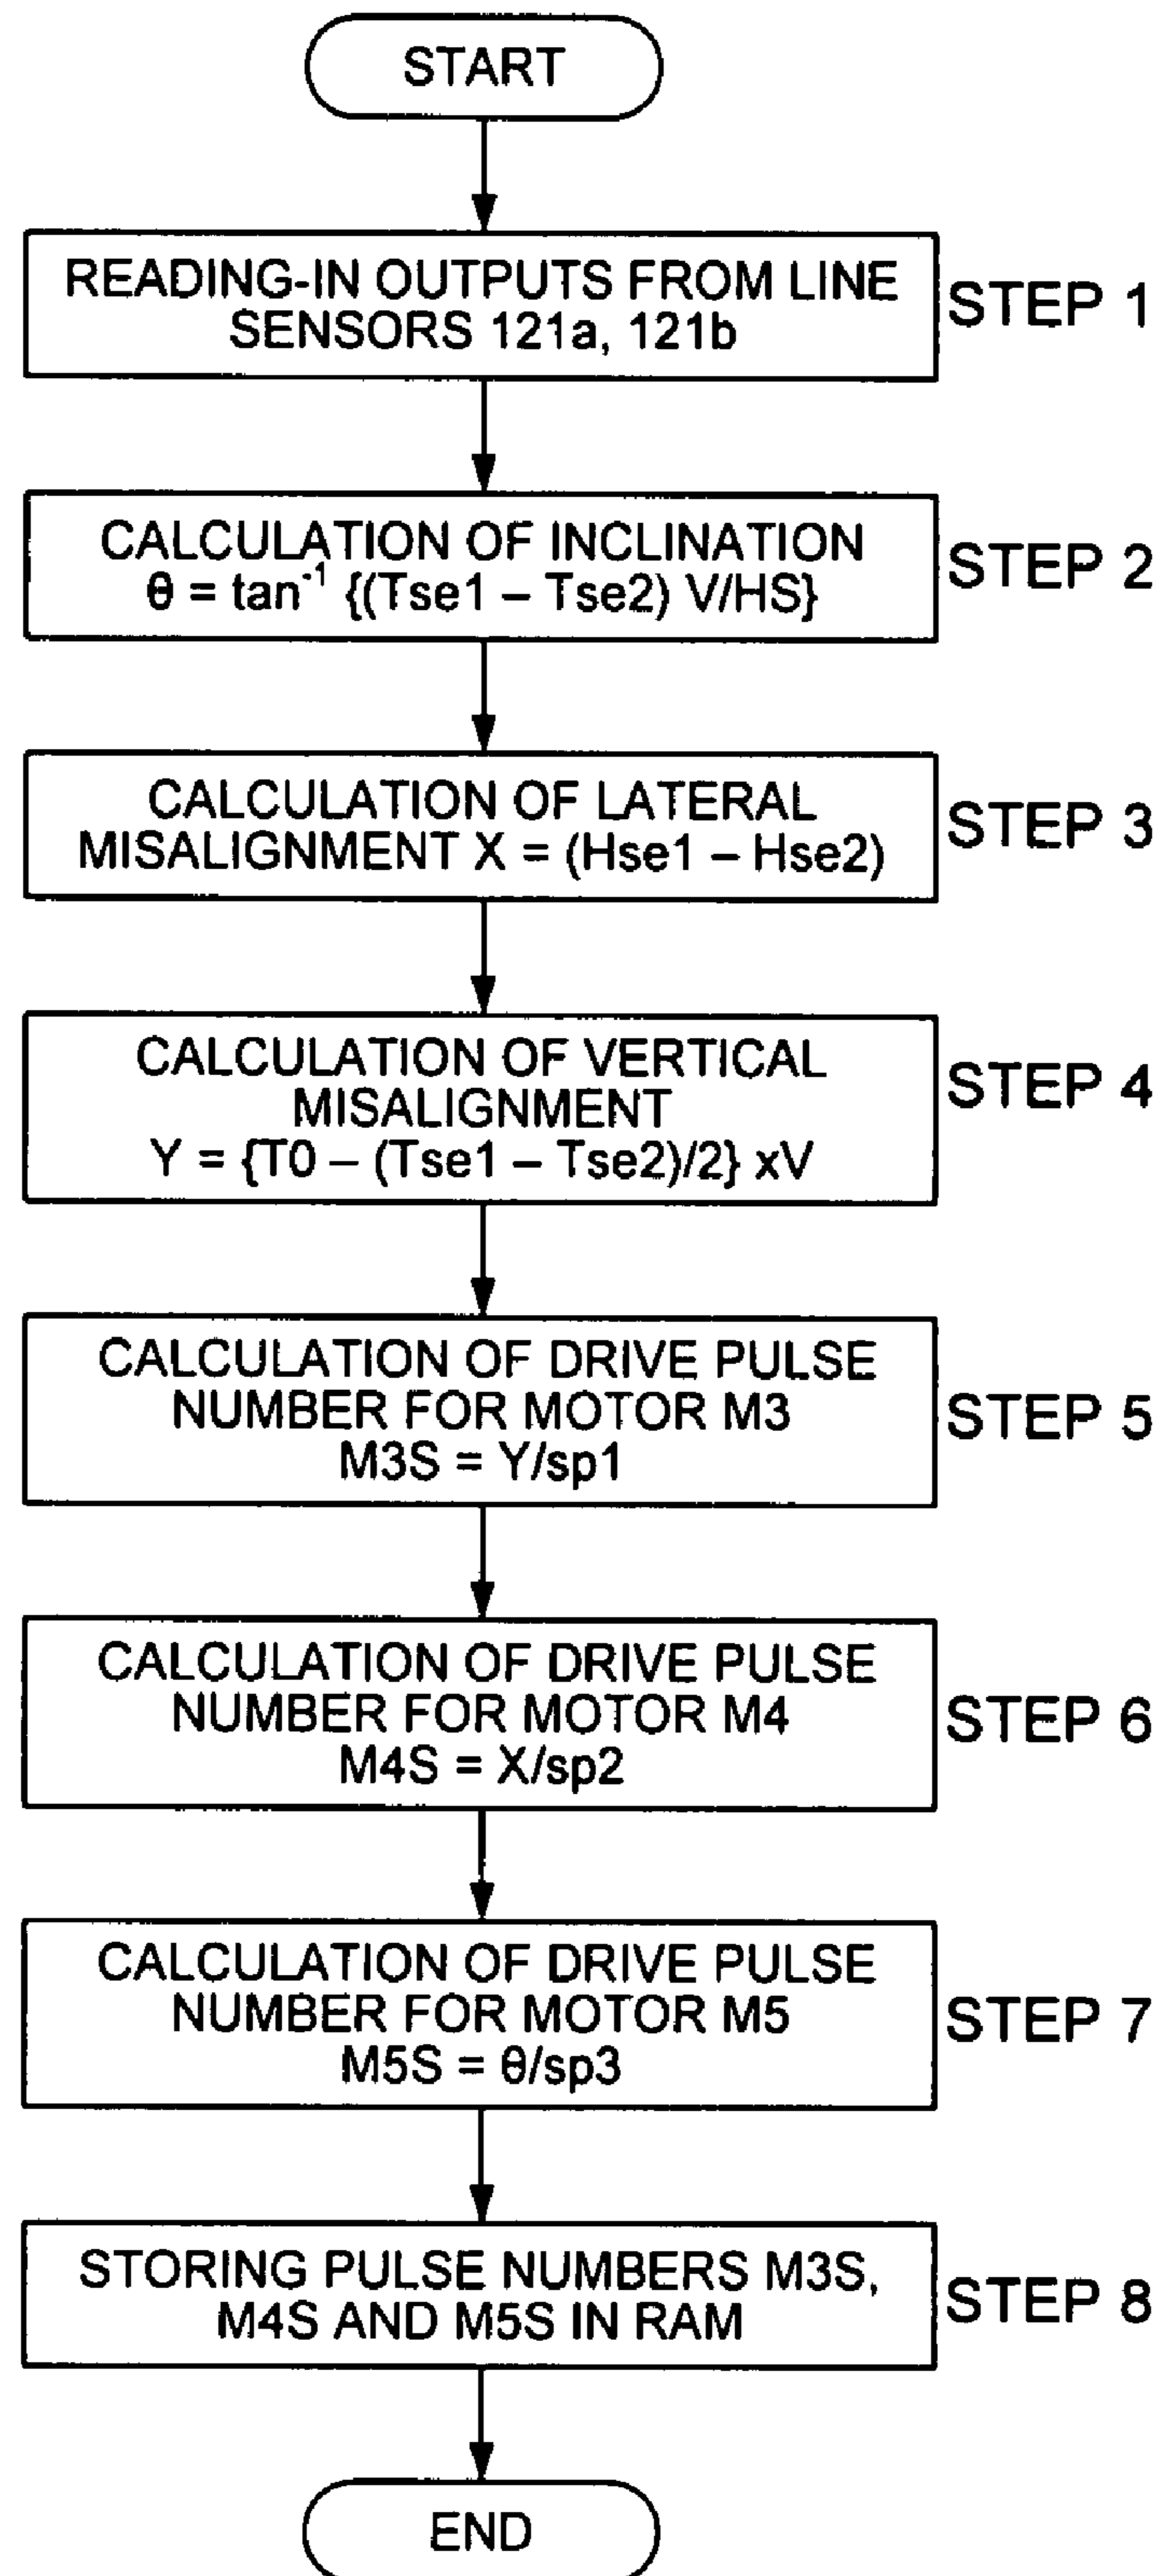 START
READING-IN OUTPUTS FROM LINE
SENSORS 121a, 121b
STEP 1
CALCULATION OF INCLINATION
θ = tan⁻¹ {(Tse1 – Tse2) V/HS}
STEP 2
CALCULATION OF LATERAL
MISALIGNMENT X = (Hse1 – Hse2)
STEP 3
CALCULATION OF VERTICAL
MISALIGNMENT
Y = {T0 – (Tse1 – Tse2)/2} xV
STEP 4
CALCULATION OF DRIVE PULSE
NUMBER FOR MOTOR M3
M3S = Y/sp1
STEP 5
CALCULATION OF DRIVE PULSE
NUMBER FOR MOTOR M4
M4S = X/sp2
STEP 6
CALCULATION OF DRIVE PULSE
NUMBER FOR MOTOR M5
M5S = θ/sp3
STEP 7
STORING PULSE NUMBERS M3S,
M4S AND M5S IN RAM
STEP 8
END